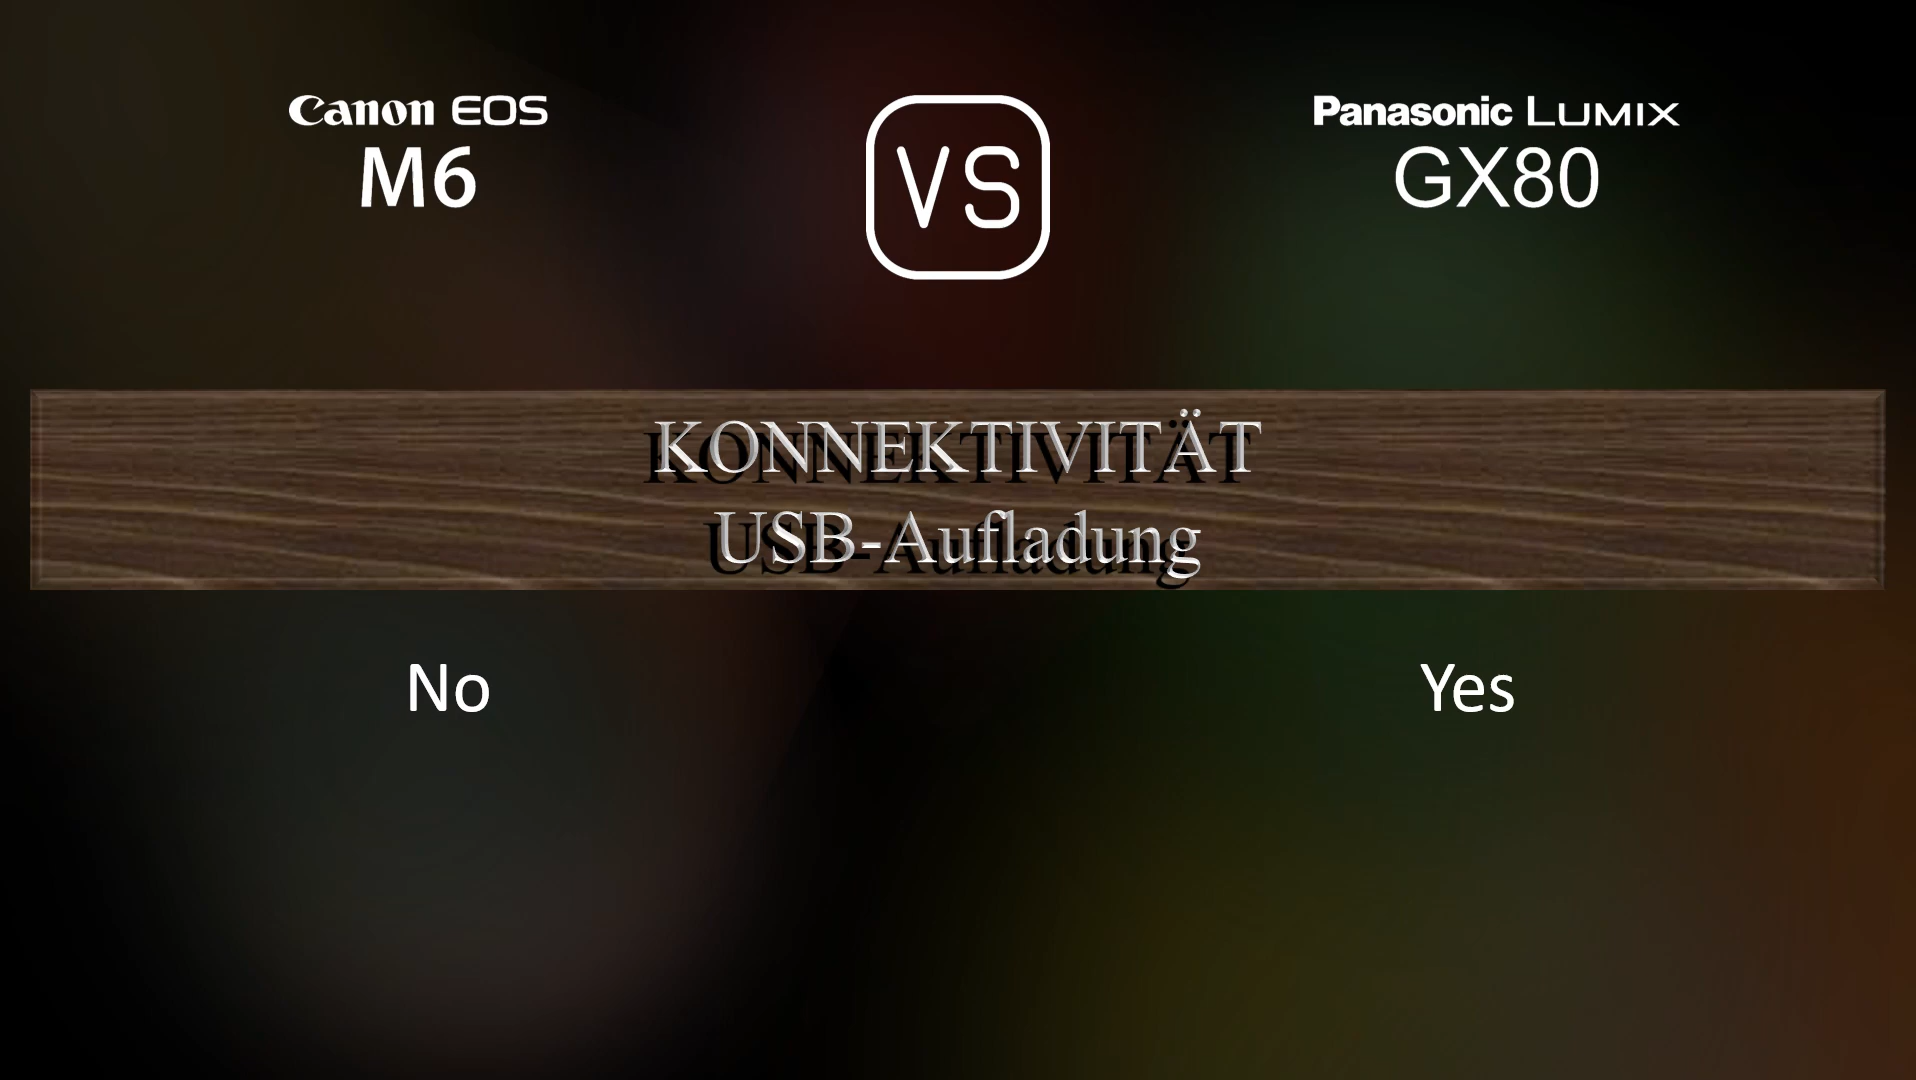 Canon EOS
M6
VS
Panasonic LUMIX
GX80
KONNEKTIVITÄT
USB-Aufladung
No
Yes